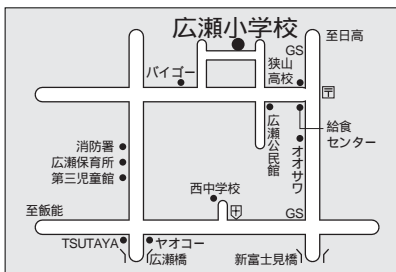 広瀬小学校
GS
至日高
バイゴー
狭山
高校
〒
広瀬公民館
オオサワ
給食
センター
消防署
広瀬保育所
第三児童館
西中学校
至飯能
GS
TSUTAYA
ヤオコー
広瀬橋
新富士見橋